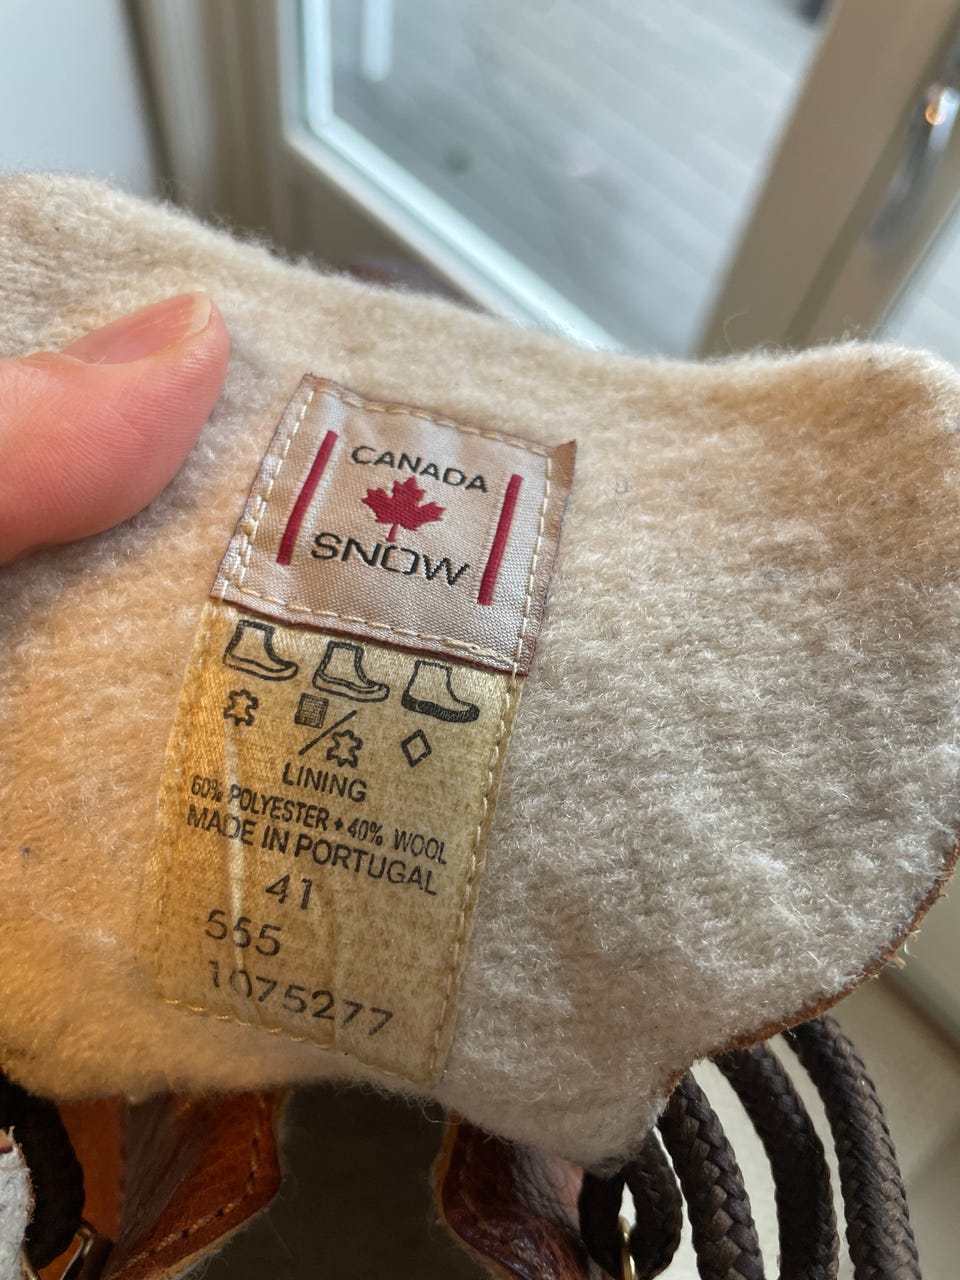 CANADA
SNOW
LINING
60% POLYESTER + 40% WOOL
MADE IN PORTUGAL
41
555
1075277